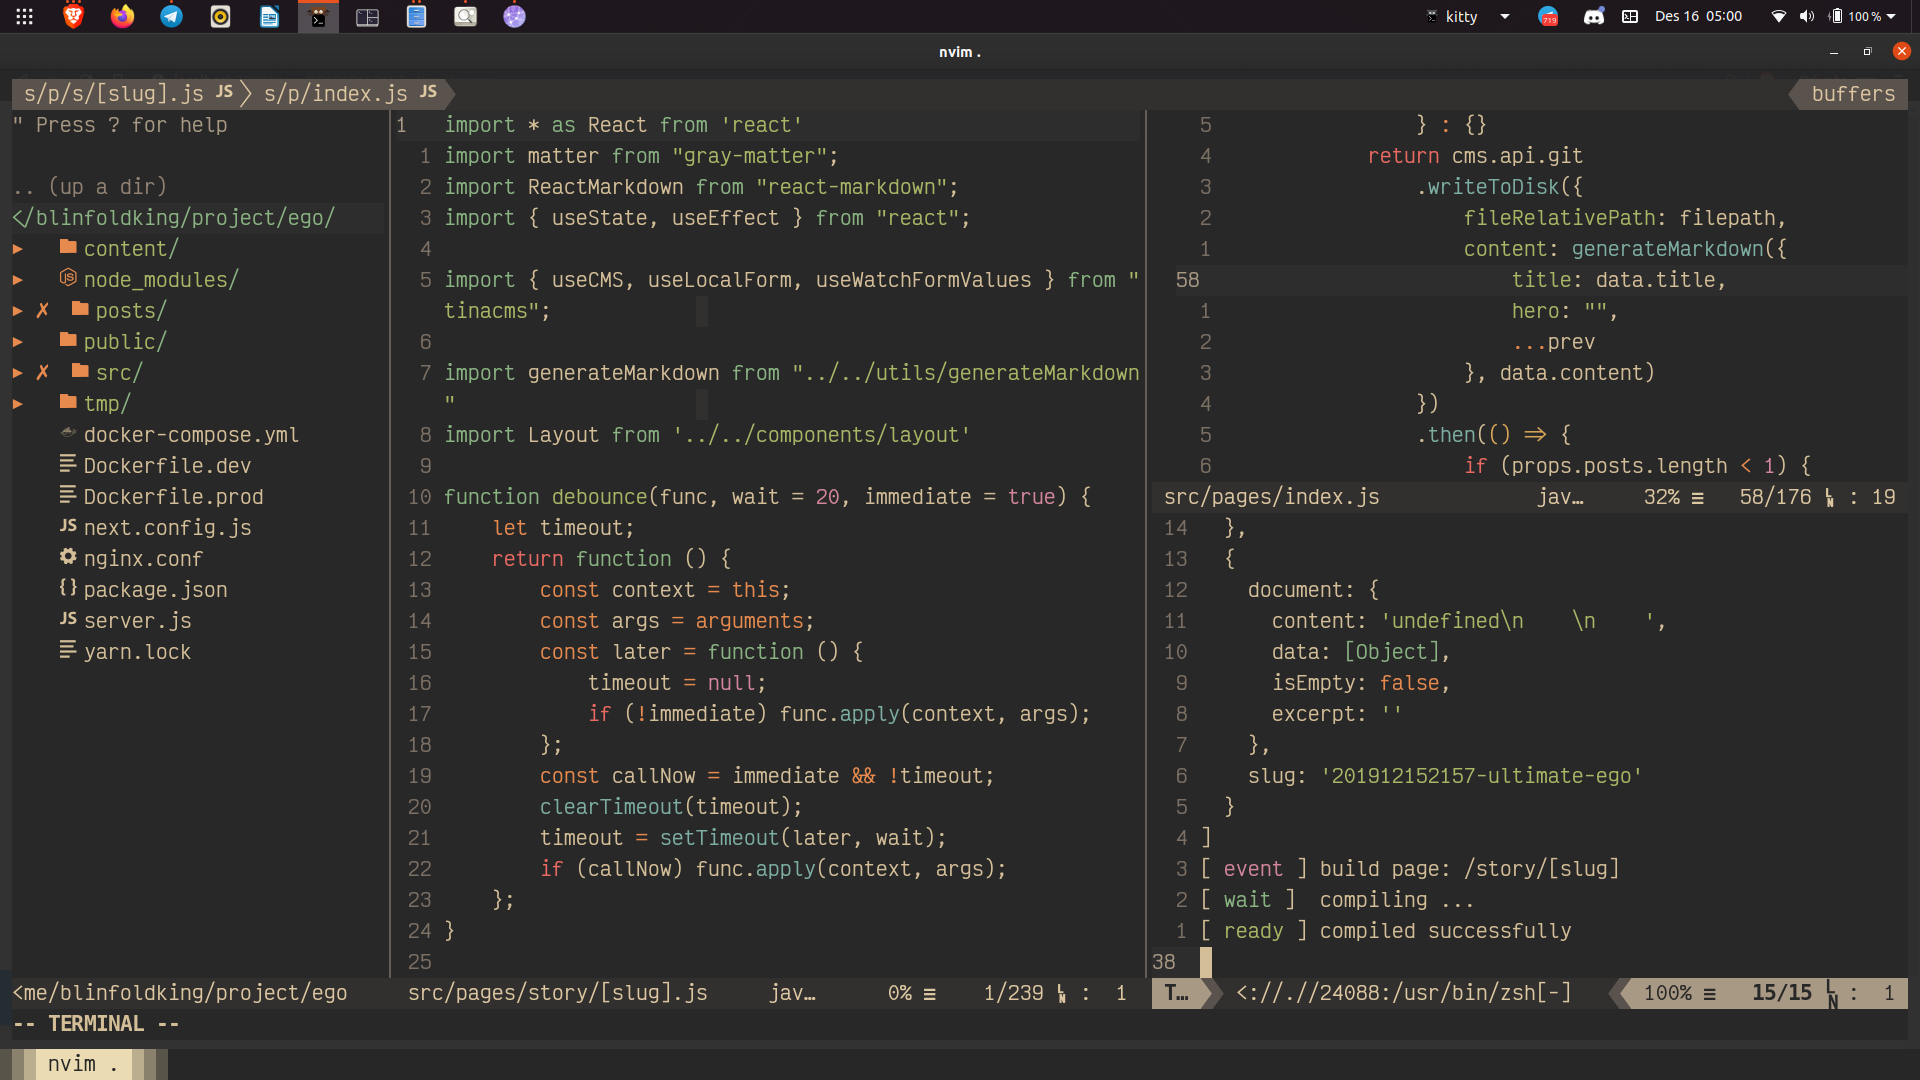 kitty
719
Des 16 05:00
100 %
nvim .
s/p/s/[slug].js JS
s/p/index.js JS
buffers
" Press ? for help
.. (up a dir)
</blinfoldking/project/ego/
▸ content/
▸ node_modules/
▸ ✗ posts/
▸ public/
▸ ✗ src/
▸ tmp/
docker-compose.yml
Dockerfile.dev
Dockerfile.prod
JS next.config.js
nginx.conf
{} package.json
JS server.js
yarn.lock
<me/blinfoldking/project/ego
1 import * as React from 'react'
1 import matter from "gray-matter";
2 import ReactMarkdown from "react-markdown";
3 import { useState, useEffect } from "react";
4
5 import { useCMS, useLocalForm, useWatchFormValues } from "
tinacms";
6
7 import generateMarkdown from "../../utils/generateMarkdown
"
8 import Layout from '../../components/layout'
9
10 function debounce(func, wait = 20, immediate = true) {
11 let timeout;
12 return function () {
13 const context = this;
14 const args = arguments;
15 const later = function () {
16 timeout = null;
17 if (!immediate) func.apply(context, args);
18 };
19 const callNow = immediate && !timeout;
20 clearTimeout(timeout);
21 timeout = setTimeout(later, wait);
22 if (callNow) func.apply(context, args);
23 };
24 }
25
src/pages/story/[slug].js jav… 0% ≡ 1/239 LN : 1
5 } : {}
4 return cms.api.git
3 .writeToDisk({
2 fileRelativePath: filepath,
1 content: generateMarkdown({
58 title: data.title,
1 hero: "",
2 ...prev
3 }, data.content)
4 })
5 .then(() => {
6 if (props.posts.length < 1) {
src/pages/index.js jav… 32% ≡ 58/176 LN : 19
14 },
13 {
12 document: {
11 content: 'undefined\n    \n    ',
10 data: [Object],
9 isEmpty: false,
8 excerpt: ''
7 },
6 slug: '201912152157-ultimate-ego'
5 }
4 ]
3 [ event ] build page: /story/[slug]
2 [ wait ]  compiling ...
1 [ ready ] compiled successfully
38
T… <://.//24088:/usr/bin/zsh[-] 100% ≡ 15/15 LN : 1
-- TERMINAL --
nvim .